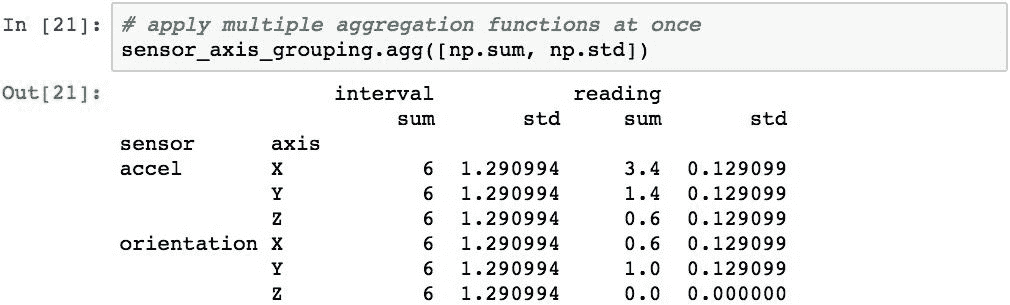 In [21]: # apply multiple aggregation functions at once
sensor_axis_grouping.agg([np.sum, np.std])
Out[21]: interval reading
sum std sum std
sensor axis
accel X 6 1.290994 3.4 0.129099
Y 6 1.290994 1.4 0.129099
Z 6 1.290994 0.6 0.129099
orientation X 6 1.290994 0.6 0.129099
Y 6 1.290994 1.0 0.129099
Z 6 1.290994 0.0 0.000000